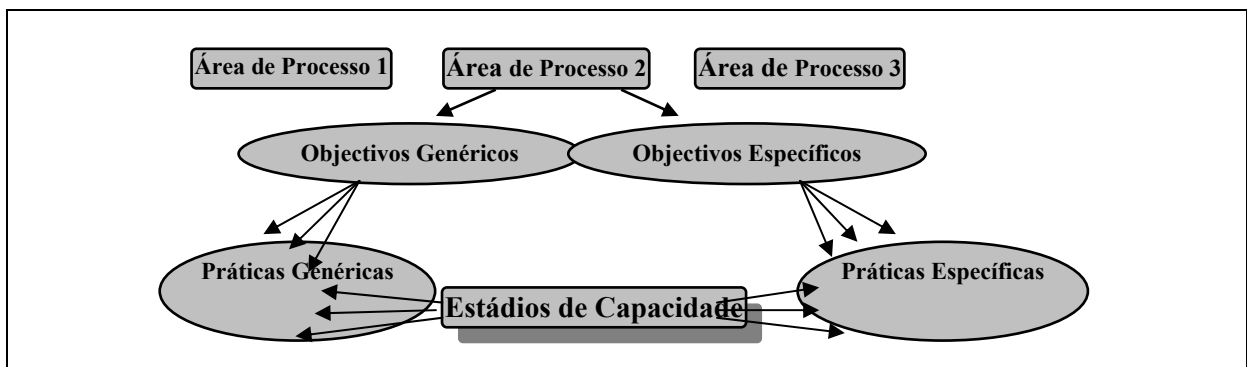 Área de Processo 1
Área de Processo 2
Área de Processo 3
Objectivos Genéricos
Objectivos Específicos
Práticas Genéricas
Práticas Específicas
Estádios de Capacidade